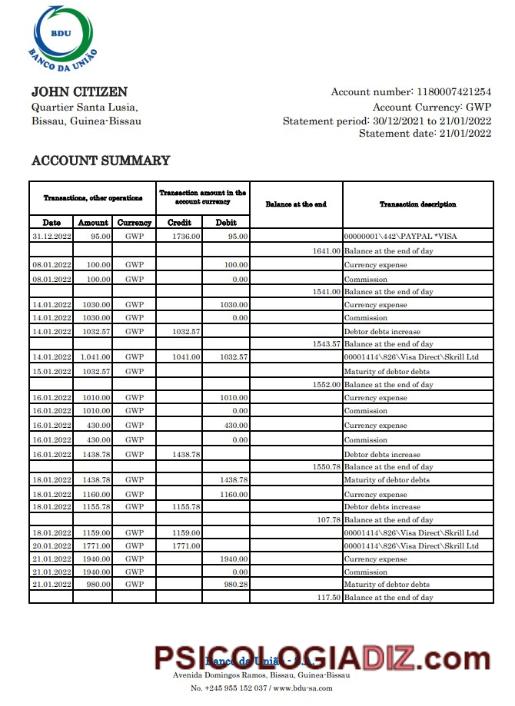 BDU
BANCO DA UNIÃO
JOHN CITIZEN
Quartier Santa Lusia,
Bissau, Guinea-Bissau
Account number: 1180007421254
Account Currency: GWP
Statement period: 30/12/2021 to 21/01/2022
Statement date: 21/01/2022
ACCOUNT SUMMARY
Transactions, other operations | Transaction amount in the account currency | Balance at the end | Transaction description
Date | Amount | Currency | Credit | Debit
31.12.2022 | 95.00 | GWP | 1736.00 | 95.00 | 00000001\442\PAYPAL *VISA
1641.00 | Balance at the end of day
08.01.2022 | 100.00 | GWP | 100.00 | Currency expense
08.01.2022 | 100.00 | GWP | 0.00 | Commission
1541.00 | Balance at the end of day
14.01.2022 | 1030.00 | GWP | 1030.00 | Currency expense
14.01.2022 | 1030.00 | GWP | 0.00 | Commission
14.01.2022 | 1032.57 | GWP | 1032.57 | Debtor debts increase
1543.57 | Balance at the end of day
14.01.2022 | 1.041.00 | GWP | 1041.00 | 1032.57 | 00001414\826\Visa Direct\Skrill Ltd
15.01.2022 | 1032.57 | GWP | Maturity of debtor debts
1552.00 | Balance at the end of day
16.01.2022 | 1010.00 | GWP | 1010.00 | Currency expense
16.01.2022 | 1010.00 | GWP | 0.00 | Commission
16.01.2022 | 430.00 | GWP | 430.00 | Currency expense
16.01.2022 | 430.00 | GWP | 0.00 | Commission
16.01.2022 | 1438.78 | GWP | 1438.78 | Debtor debts increase
1550.78 | Balance at the end of day
18.01.2022 | 1438.78 | GWP | 1438.78 | Maturity of debtor debts
18.01.2022 | 1160.00 | GWP | 1160.00 | Currency expense
18.01.2022 | 1155.78 | GWP | 1155.78 | Debtor debts increase
107.78 | Balance at the end of day
18.01.2022 | 1159.00 | GWP | 1159.00 | 00001414\826\Visa Direct\Skrill Ltd
20.01.2022 | 1771.00 | GWP | 1771.00 | 00001414\826\Visa Direct\Skrill Ltd
21.01.2022 | 1940.00 | GWP | 1940.00 | Currency expense
21.01.2022 | 1940.00 | GWP | 0.00 | Commission
21.01.2022 | 980.00 | GWP | 980.28 | Maturity of debtor debts
117.50 | Balance at the end of day
PSICOLOGIADIZ.com
Banco da União
Avenida Domingos Ramos, Bissau, Guinea-Bissau
No. +245 955 152 037 / www.bdu-sa.com